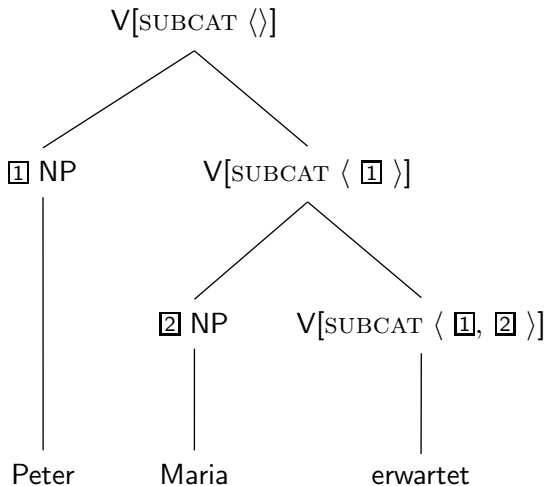 V[SUBCAT ⟨⟩]
1 NP V[SUBCAT ⟨ 1 ⟩]
2 NP V[SUBCAT ⟨ 1, 2 ⟩]
Peter Maria erwartet